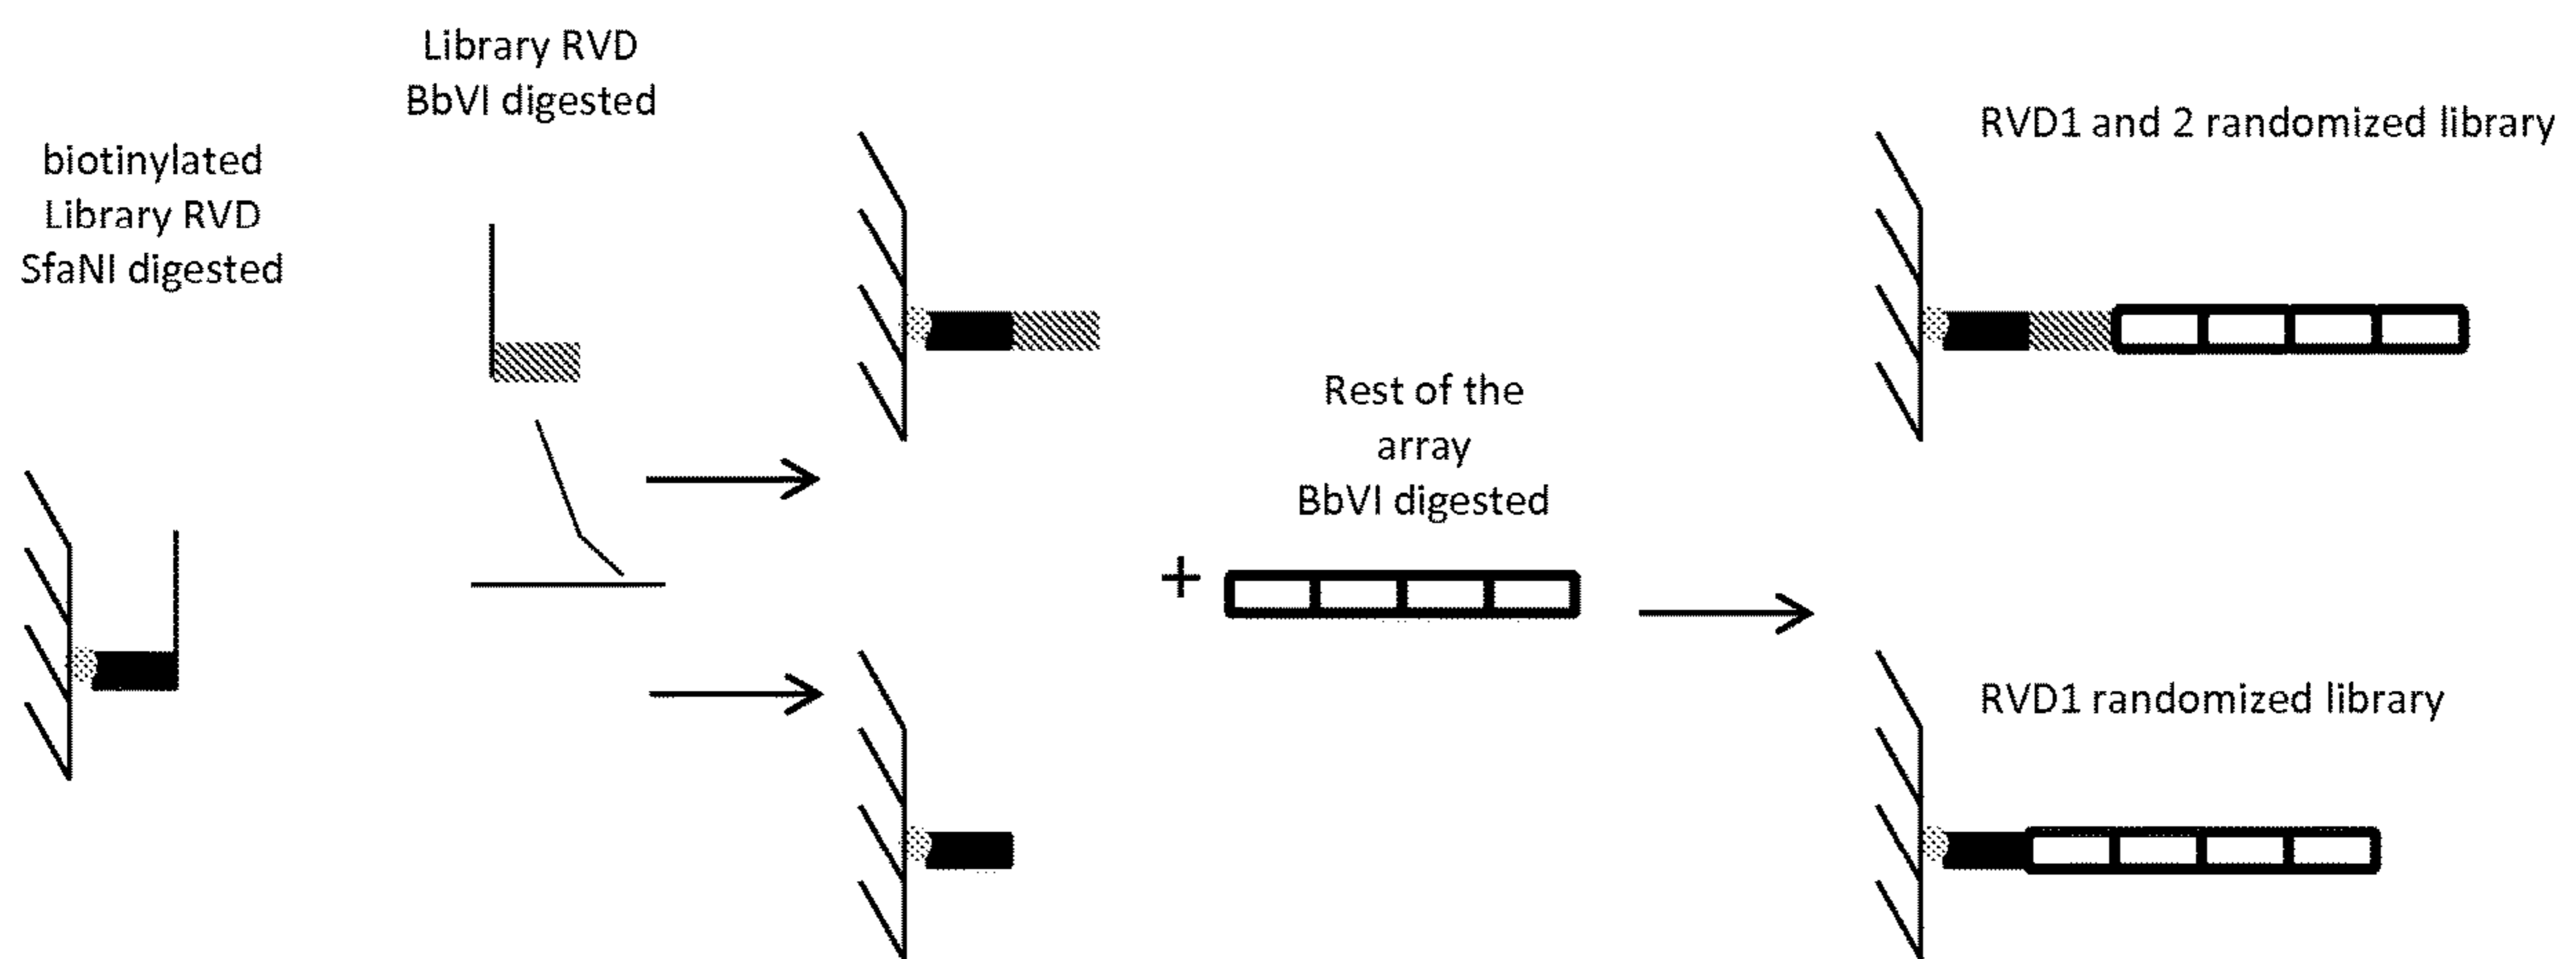 biotinylated
Library RVD
SfaNI digested
Library RVD
BbVI digested
+
Rest of the
array
BbVI digested
RVD1 and 2 randomized library
RVD1 randomized library